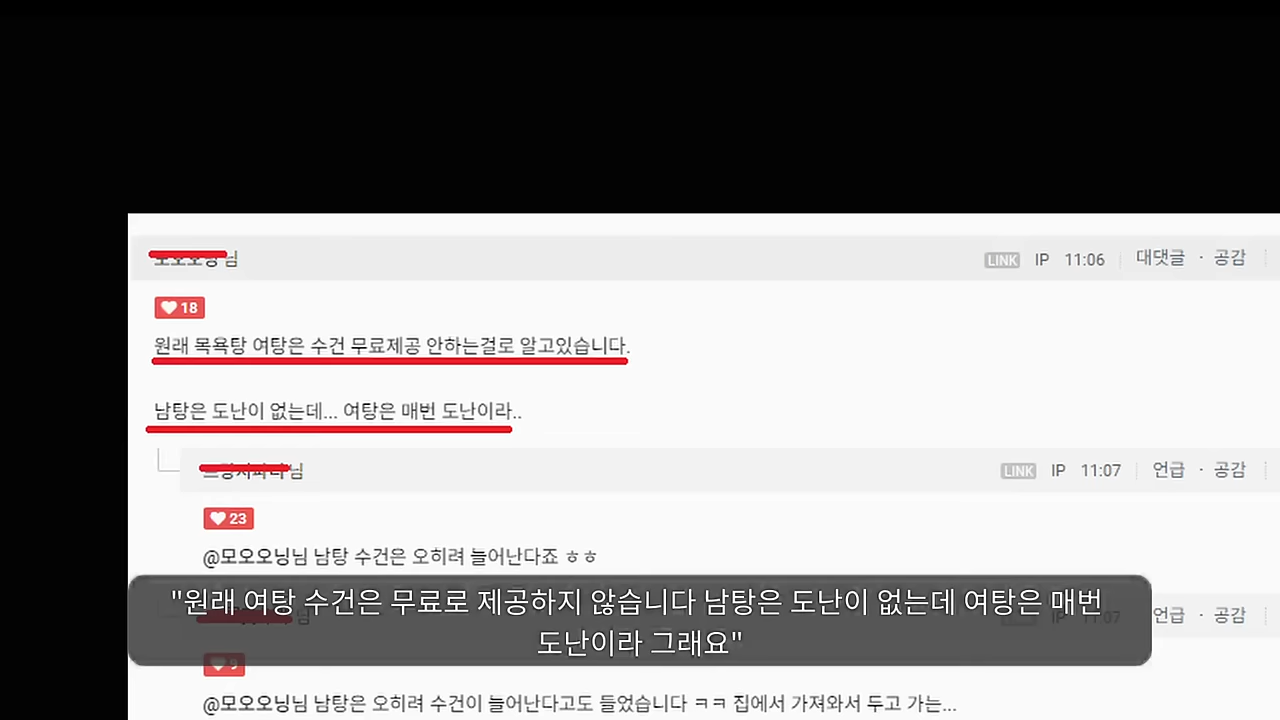 님
LINK IP 11:06 대댓글 · 공감
18
원래 목욕탕 여탕은 수건 무료제공 안하는걸로 알고있습니다.
남탕은 도난이 없는데... 여탕은 매번 도난이라..
님
LINK IP 11:07 언급 · 공감
23
@모오오닝님 남탕 수건은 오히려 늘어난다죠 ㅎㅎ
"원래 여탕 수건은 무료로 제공하지 않습니다 남탕은 도난이 없는데 여탕은 매번
도난이라 그래요"
님
IP 11:07 언급 · 공감
9
@모오오닝님 남탕은 오히려 수건이 늘어난다고도 들었습니다 ㅋㅋ 집에서 가져와서 두고 가는...